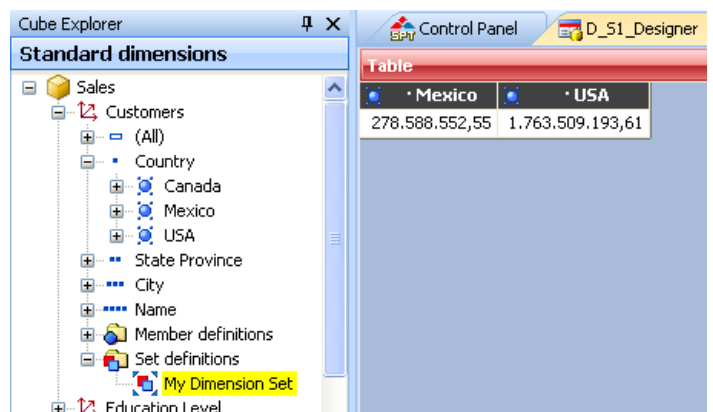 Cube Explorer
Standard dimensions
Sales
Customers
(All)
Country
Canada
Mexico
USA
State Province
City
Name
Member definitions
Set definitions
My Dimension Set
Education Level
SPT Control Panel
D_S1_Designer
Table
· Mexico · USA
278.588.552,55 1.763.509.193,61